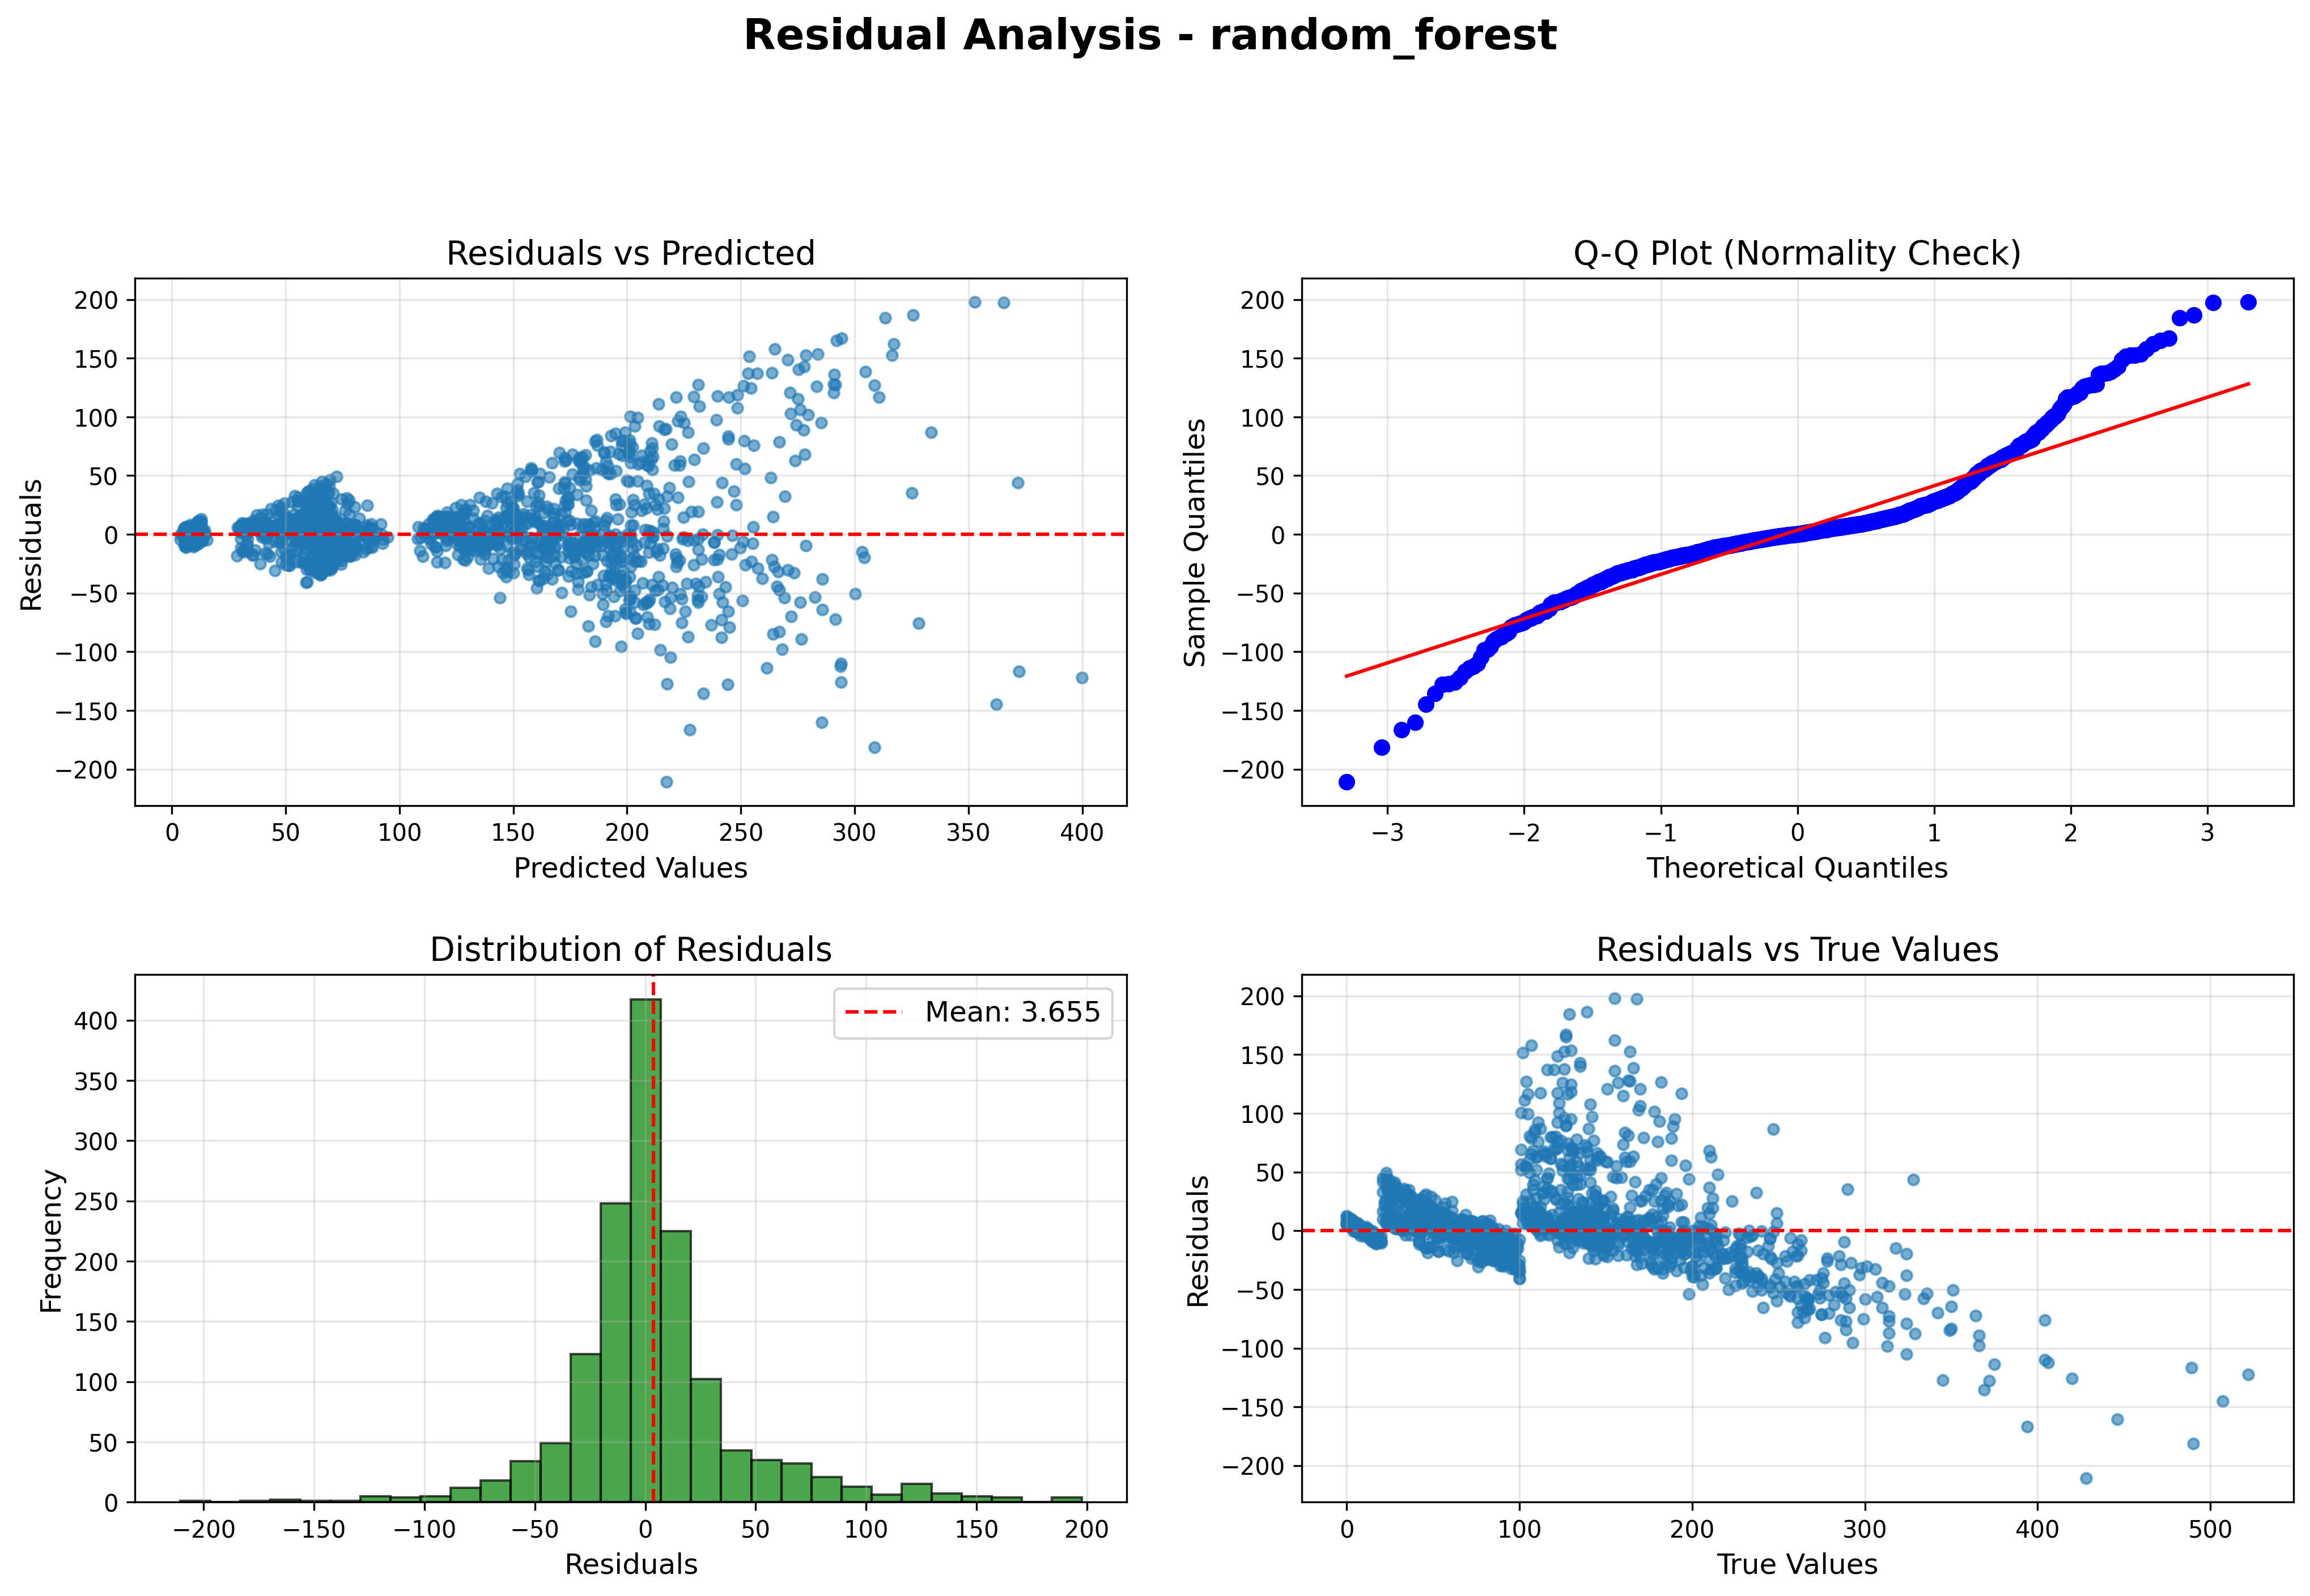 Residual Analysis - random_forest
Residuals vs Predicted
Residuals
200
150
100
50
0
−50
−100
−150
−200
0 50 100 150 200 250 300 350 400
Predicted Values
Q-Q Plot (Normality Check)
Sample Quantiles
200
150
100
50
0
−50
−100
−150
−200
−3 −2 −1 0 1 2 3
Theoretical Quantiles
Distribution of Residuals
Frequency
400
350
300
250
200
150
100
50
0
Mean: 3.655
−200 −150 −100 −50 0 50 100 150 200
Residuals
Residuals vs True Values
Residuals
200
150
100
50
0
−50
−100
−150
−200
0 100 200 300 400 500
True Values